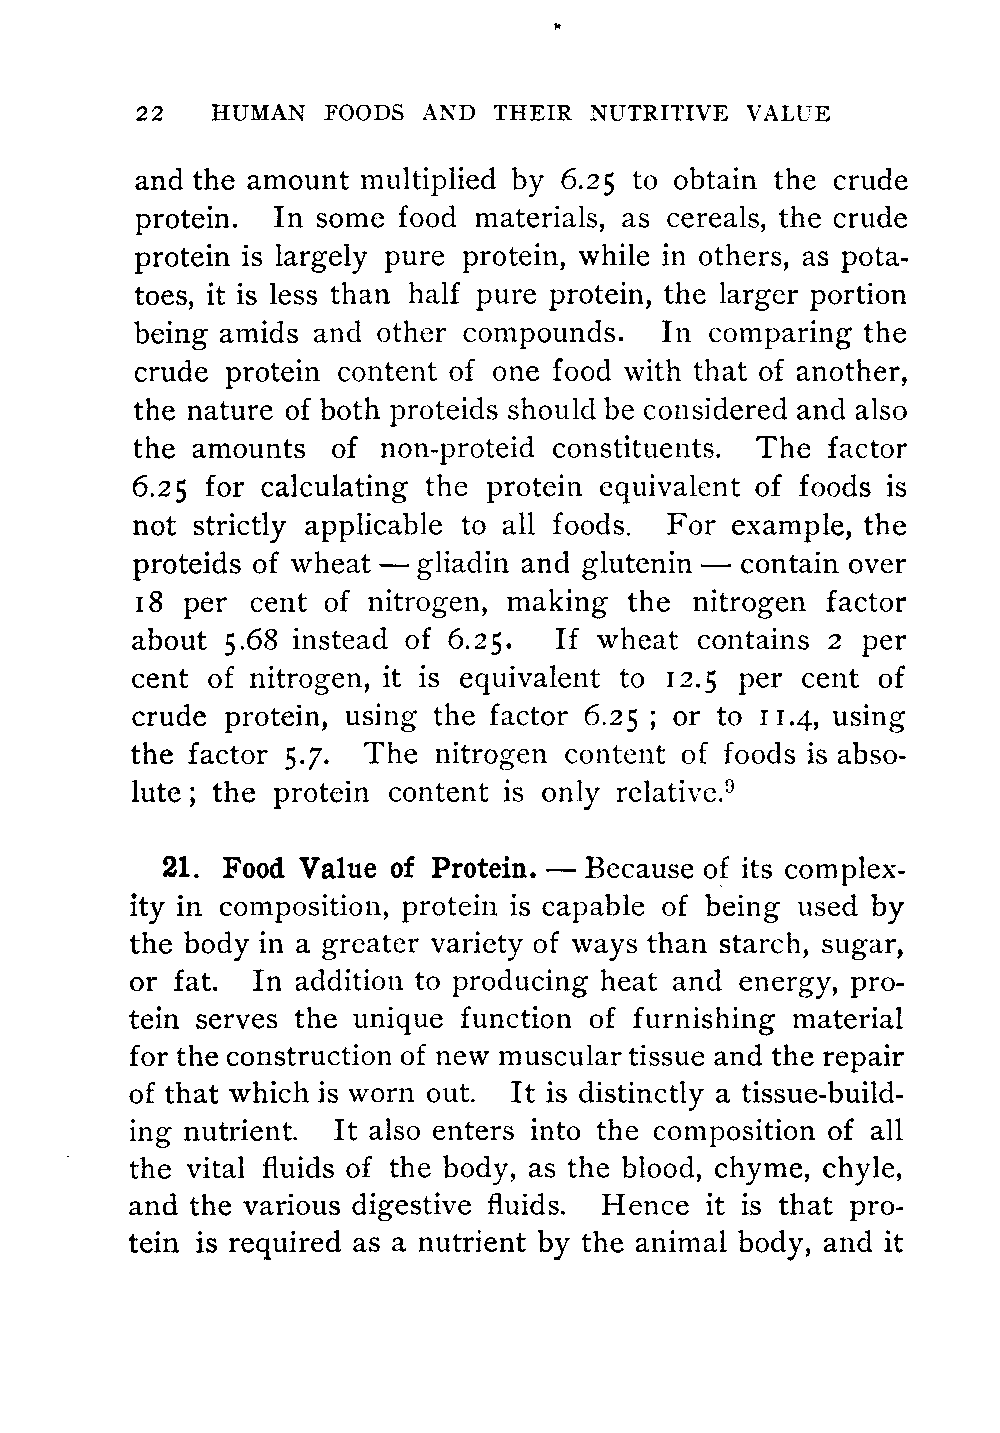 22 HUMAN FOODS AND THEIR NUTRITIVE VALUE
and the amount multiplied by 6.25 to obtain the crude
protein. In some food materials, as cereals, the crude
protein is largely pure protein, while in others, as pota-
toes, it is less than half pure protein, the larger portion
being amids and other compounds. In comparing the
crude protein content of one food with that of another,
the nature of both proteids should be considered and also
the amounts of non-proteid constituents. The factor
6.25 for calculating the protein equivalent of foods is
not strictly applicable to all foods. For example, the
proteids of wheat — gliadin and glutenin — contain over
18 per cent of nitrogen, making the nitrogen factor
about 5.68 instead of 6.25. If wheat contains 2 per
cent of nitrogen, it is equivalent to 12.5 per cent of
crude protein, using the factor 6.25 ; or to 11.4, using
the factor 5.7. The nitrogen content of foods is abso-
lute ; the protein content is only relative.⁹
21. Food Value of Protein. — Because of its complex-
ity in composition, protein is capable of being used by
the body in a greater variety of ways than starch, sugar,
or fat. In addition to producing heat and energy, pro-
tein serves the unique function of furnishing material
for the construction of new muscular tissue and the repair
of that which is worn out. It is distinctly a tissue-build-
ing nutrient. It also enters into the composition of all
the vital fluids of the body, as the blood, chyme, chyle,
and the various digestive fluids. Hence it is that pro-
tein is required as a nutrient by the animal body, and it